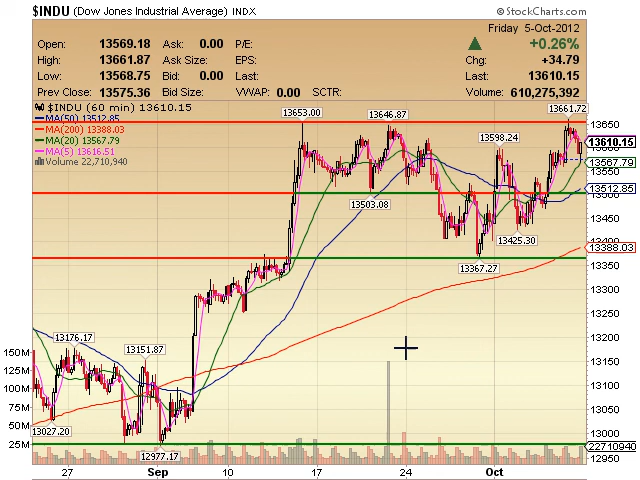 $INDU (Dow Jones Industrial Average) INDX
© StockCharts.com
Friday 5-Oct-2012
Open: 13569.18 Ask: 0.00 P/E: ▲ +0.26%
High: 13661.87 Ask Size: EPS: Chg: +34.79
Low: 13568.75 Bid: 0.00 Last: Last: 13610.15
Prev Close: 13575.36 Bid Size: VWAP: 0.00 SCTR: Volume: 610,275,392
$INDU (60 min) 13610.15
MA(50) 13512.85
MA(200) 13388.03
MA(20) 13567.79
MA(5) 13616.51
Volume 22,710,940
13653.00
13646.87
13661.72
13598.24
13503.08
13425.30
13367.27
13176.17
13151.87
13027.20
12977.17
13650
13610.15
13600
13567.79
13512.85
13450
13400
13388.03
13350
13300
13250
13200
13150
13100
13050
13000
22710940
12950
150M
125M
100M
75M
50M
25M
27 Sep 10 17 24 Oct